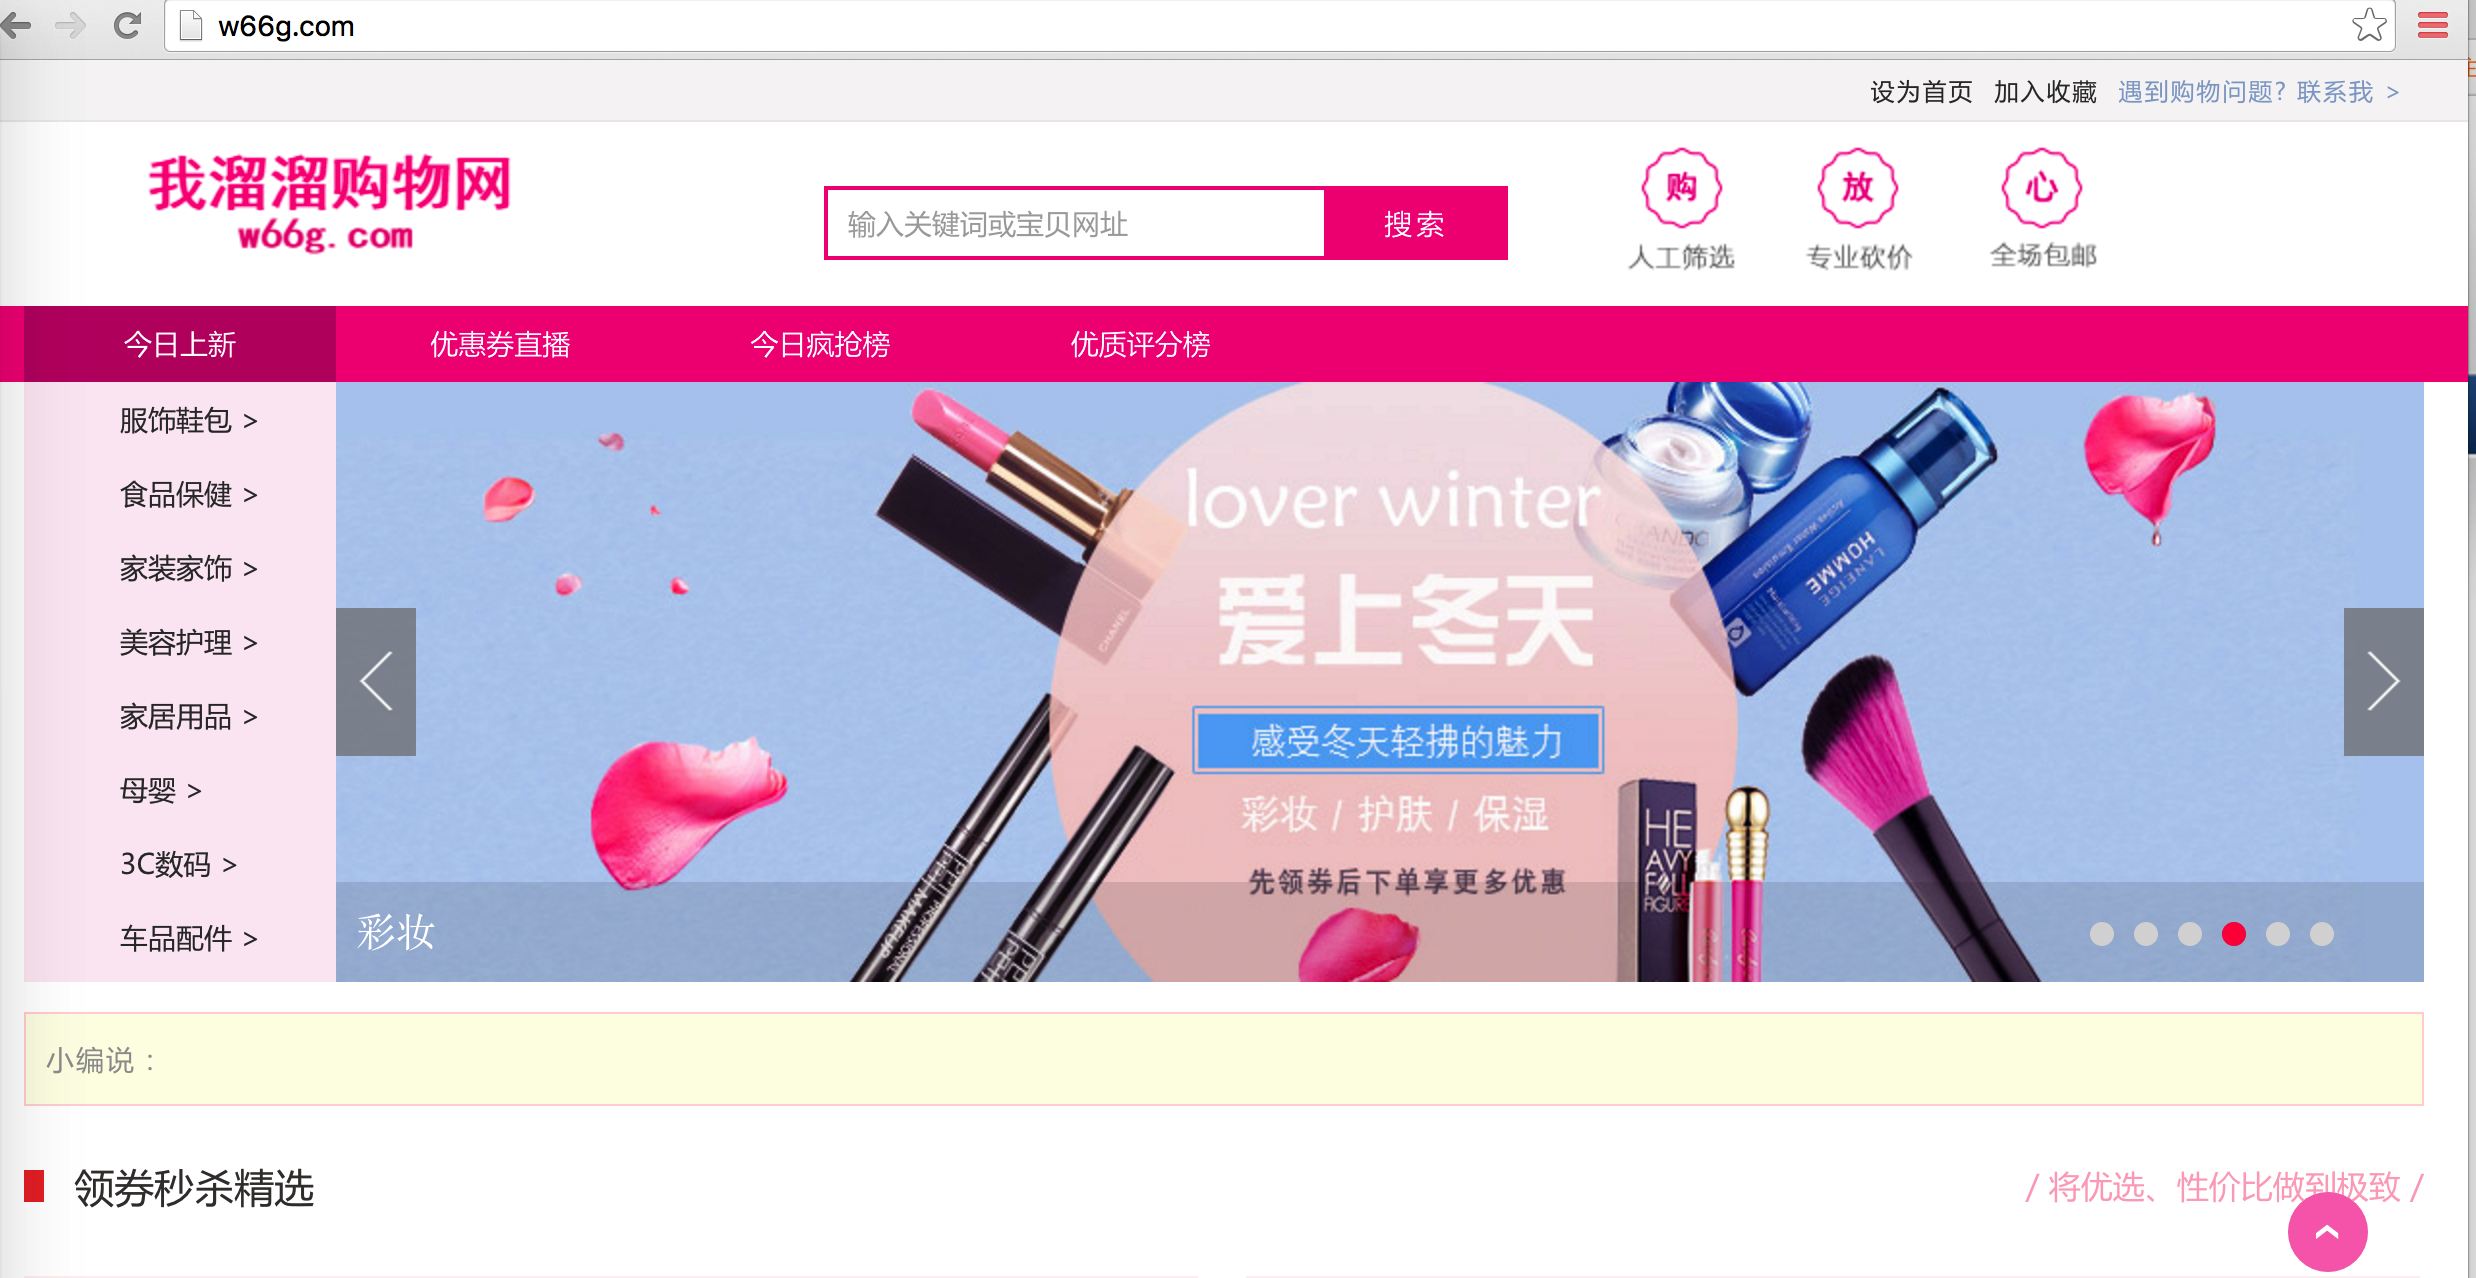 w66g.com
设为首页 加入收藏 遇到购物问题? 联系我 >
我溜溜购物网
w66g. com
输入关键词或宝贝网址
搜索
购 放 心
人工筛选 专业砍价 全场包邮
今日上新 优惠券直播 今日疯抢榜 优质评分榜
服饰鞋包 >
食品保健 >
家装家饰 >
美容护理 >
家居用品 >
母婴 >
3C数码 >
车品配件 >
lover winter
爱上冬天
感受冬天轻拂的魅力
彩妆 / 护肤 / 保湿
先领券后下单享更多优惠
CHANEL
LANEIGE
HOMME
HE
AVY
FIGURE
彩妆
小编说：
领券秒杀精选
/ 将优选、性价比做到极致 /